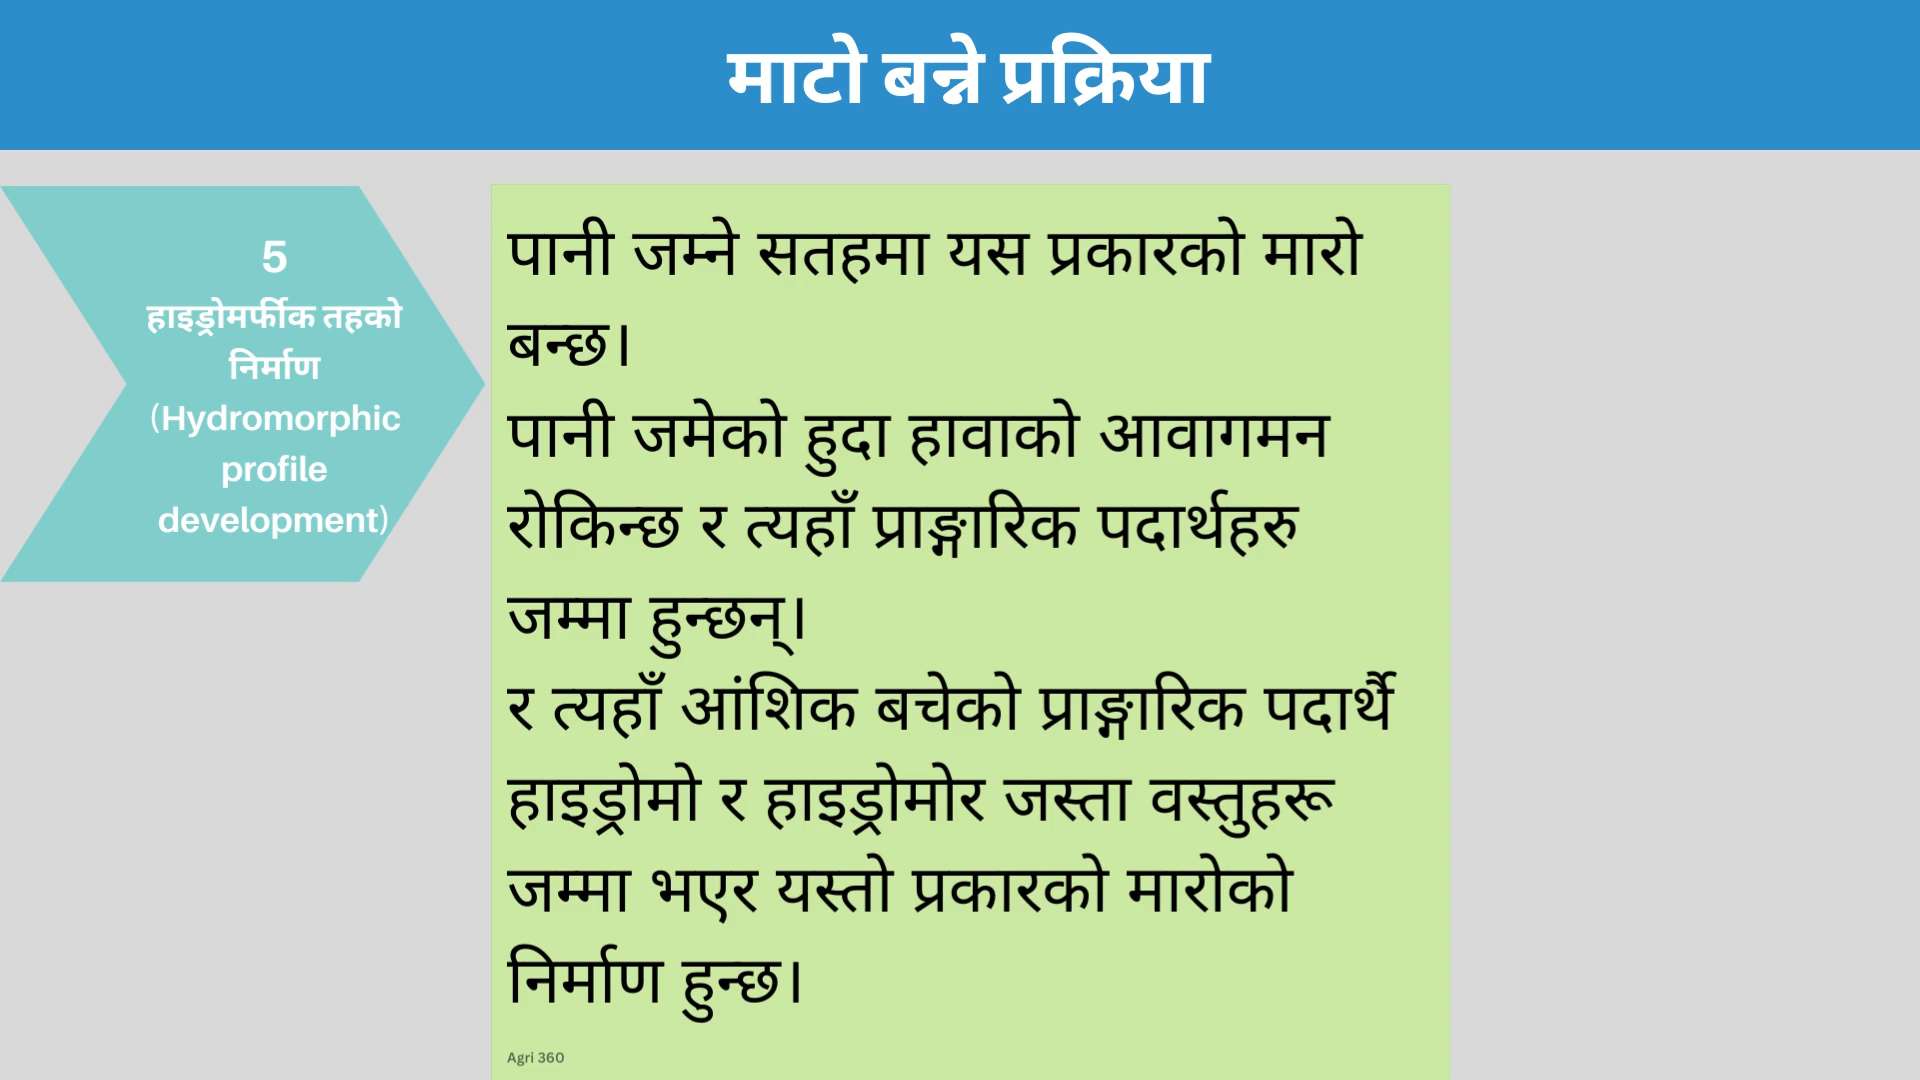 माटो बन्ने प्रक्रिया
5
हाइड्रोमर्फीक तहको
निर्माण
(Hydromorphic
profile
development)
पानी जम्ने सतहमा यस प्रकारको मारो
बन्छ।
पानी जमेको हुदा हावाको आवागमन
रोकिन्छ र त्यहाँ प्राङ्गारिक पदार्थहरु
जम्मा हुन्छन्।
र त्यहाँ आंशिक बचेको प्राङ्गारिक पदार्थै
हाइड्रोमो र हाइड्रोमोर जस्ता वस्तुहरू
जम्मा भएर यस्तो प्रकारको मारोको
निर्माण हुन्छ।
Agri 360